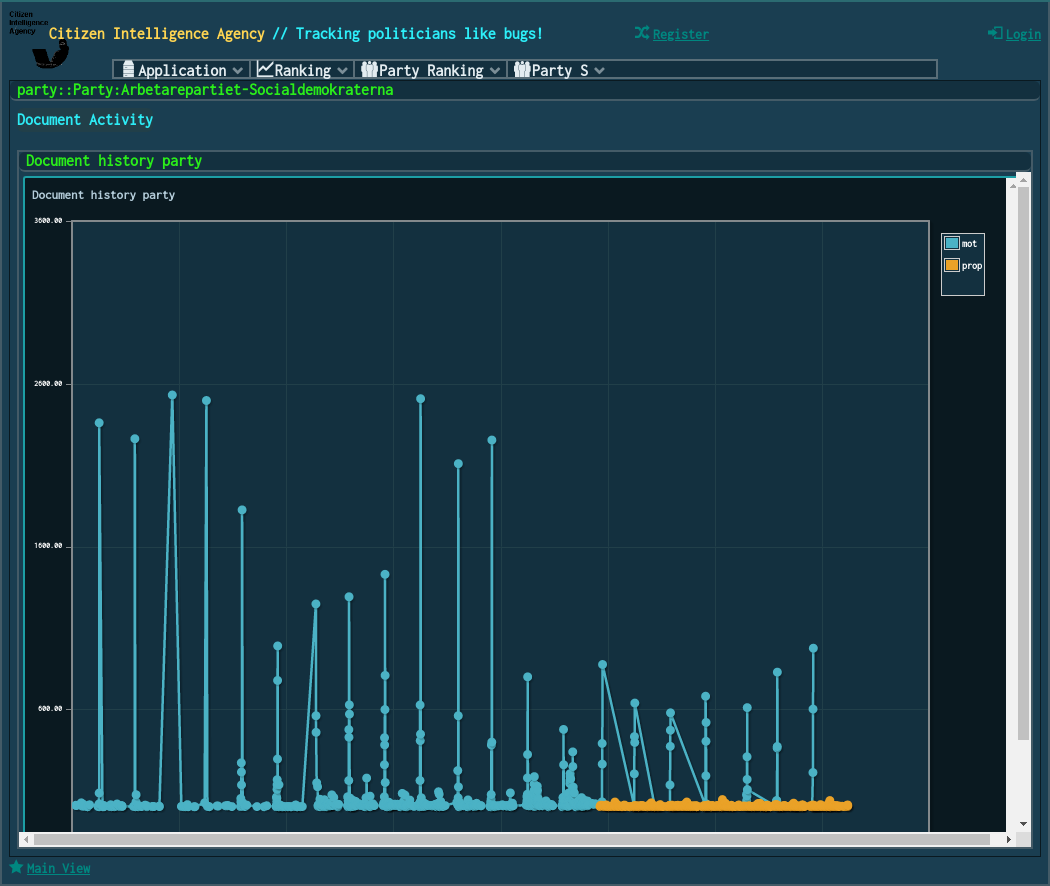 Citizen
Intelligence
Agency
Citizen Intelligence Agency // Tracking politicians like bugs!
Register
Login
Application
Ranking
Party Ranking
Party S
party::Party:Arbetarepartiet-Socialdemokraterna
Document Activity
Document history party
Document history party
3600.00
2600.00
1600.00
600.00
mot
prop
Main View